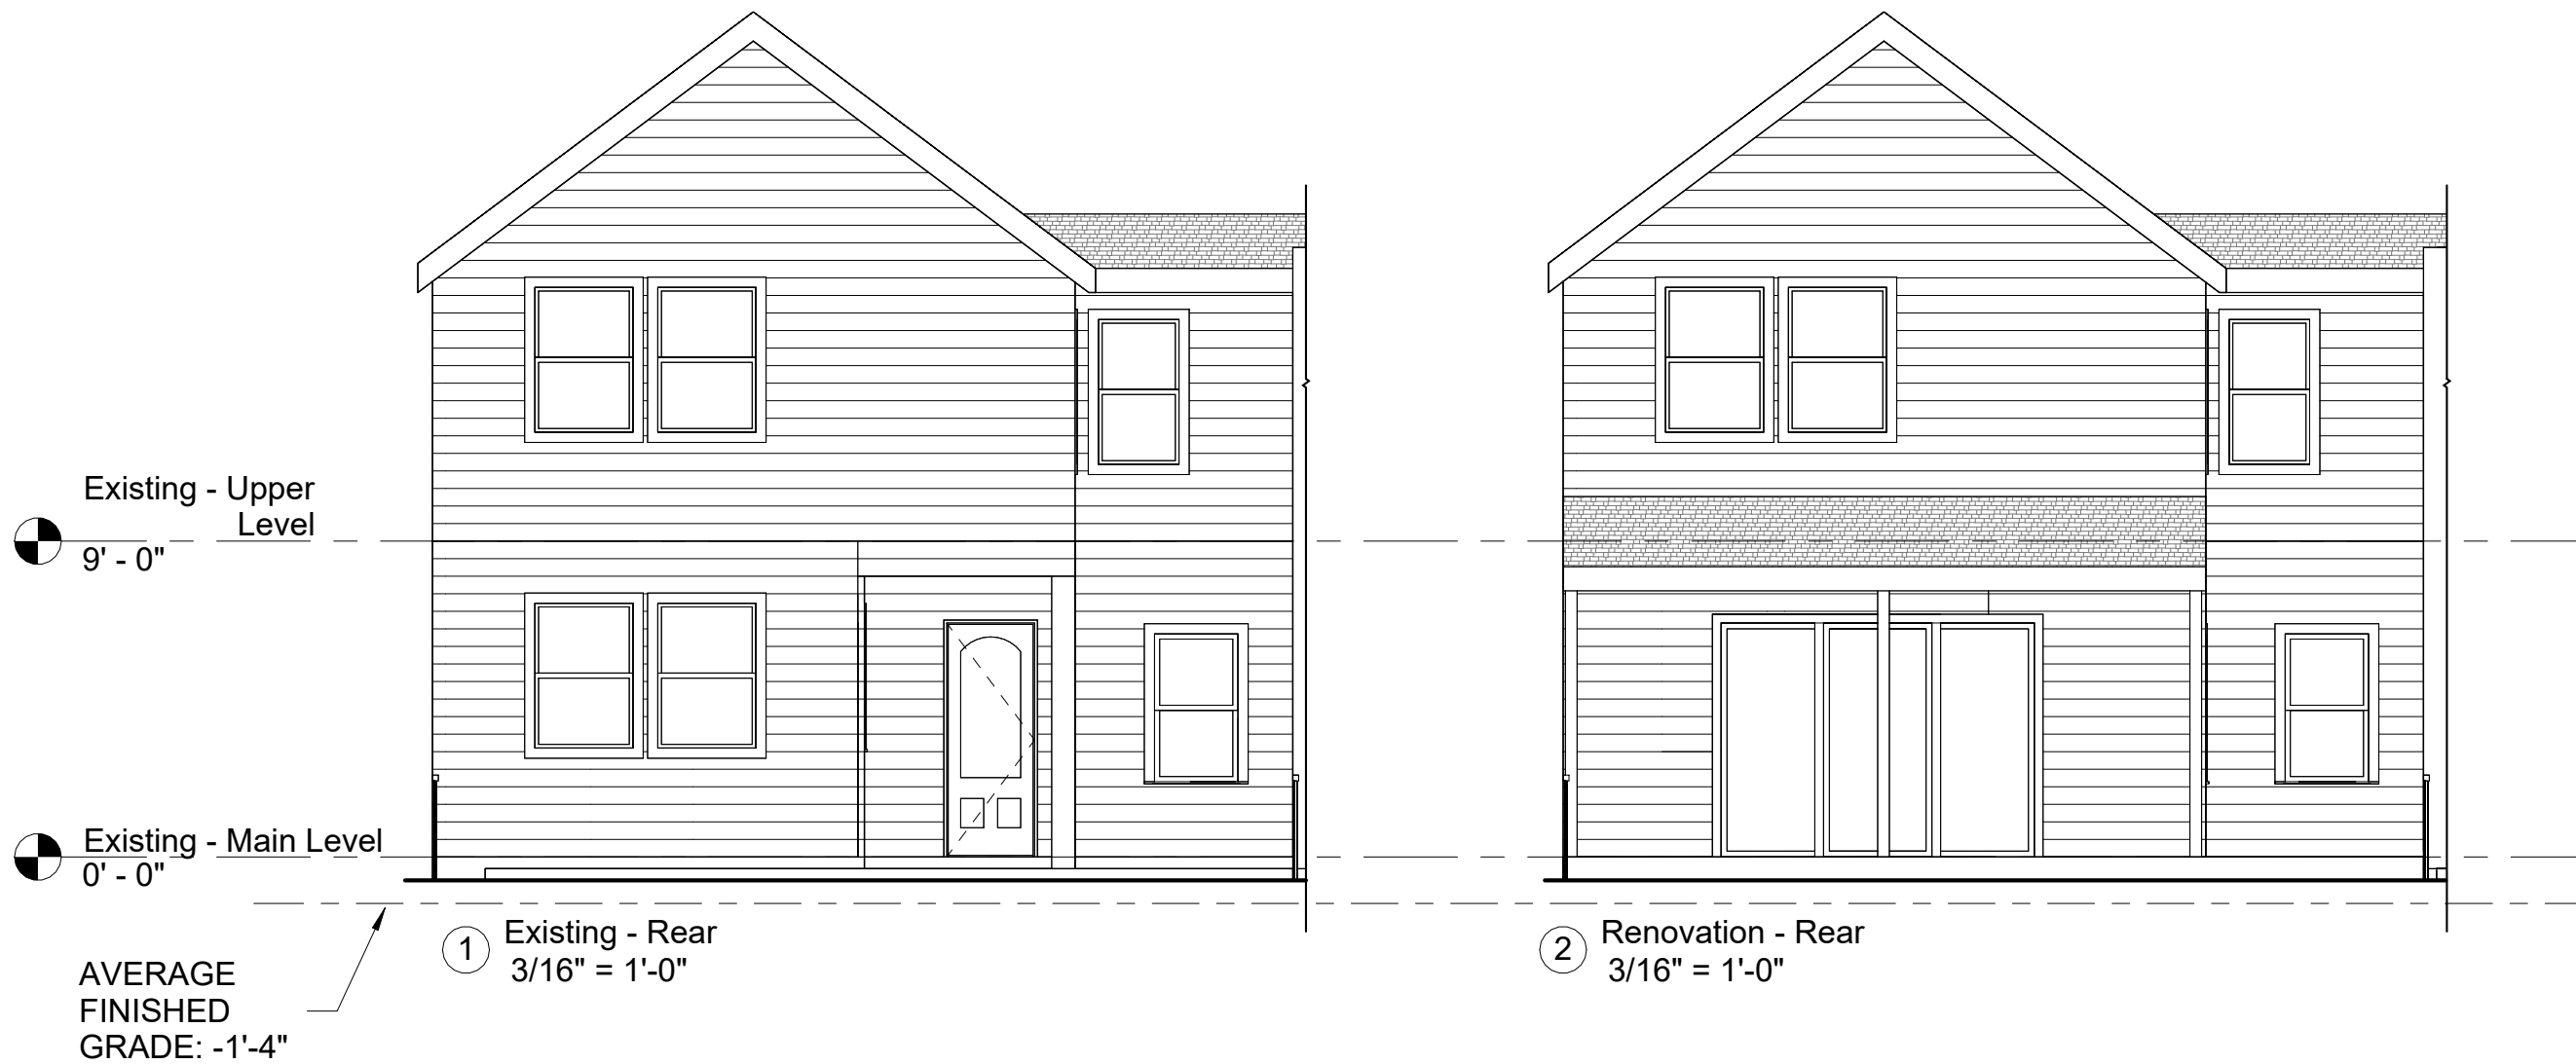 Existing - Upper
Level
9' - 0"
Existing - Main Level
0' - 0"
AVERAGE
FINISHED
GRADE: -1'-4"
1
Existing - Rear
3/16" = 1'-0"
2
Renovation - Rear
3/16" = 1'-0"